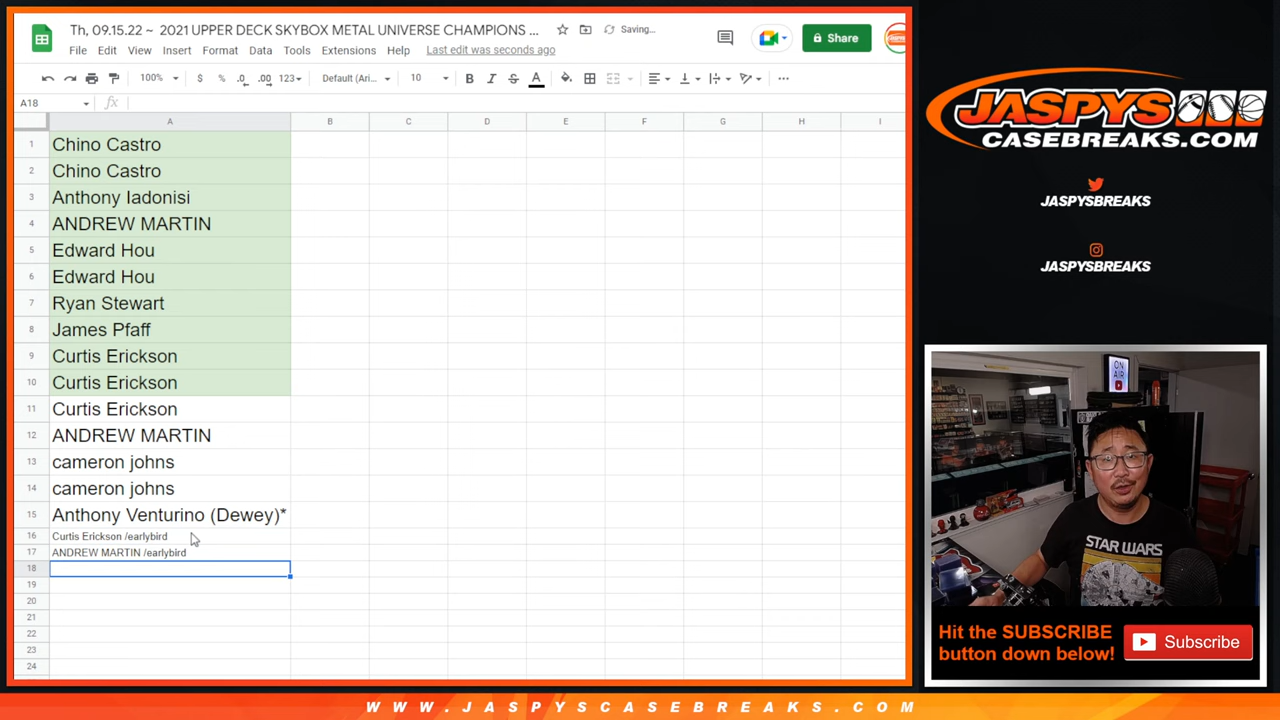 Th, 09.15.22 ~ 2021 UPPER DECK SKYBOX METAL UNIVERSE CHAMPIONS ...
Saving...
Share
File Edit View Insert Format Data Tools Extensions Help Last edit was seconds ago
100% $ % .0 .00 123 Default (Ari... 10 B I S A
A18 fx
A B C D E F G H I
1 Chino Castro
2 Chino Castro
3 Anthony Iadonisi
4 ANDREW MARTIN
5 Edward Hou
6 Edward Hou
7 Ryan Stewart
8 James Pfaff
9 Curtis Erickson
10 Curtis Erickson
11 Curtis Erickson
12 ANDREW MARTIN
13 cameron johns
14 cameron johns
15 Anthony Venturino (Dewey)*
16 Curtis Erickson /earlybird
17 ANDREW MARTIN /earlybird
18
19
20
21
22
23
24
JASPYS
CASEBREAKS.COM
JASPYSBREAKS
JASPYSBREAKS
ON
AIR
STAR WARS
Hit the SUBSCRIBE
button down below!
Subscribe
WWW.JASPYSCASEBREAKS.COM